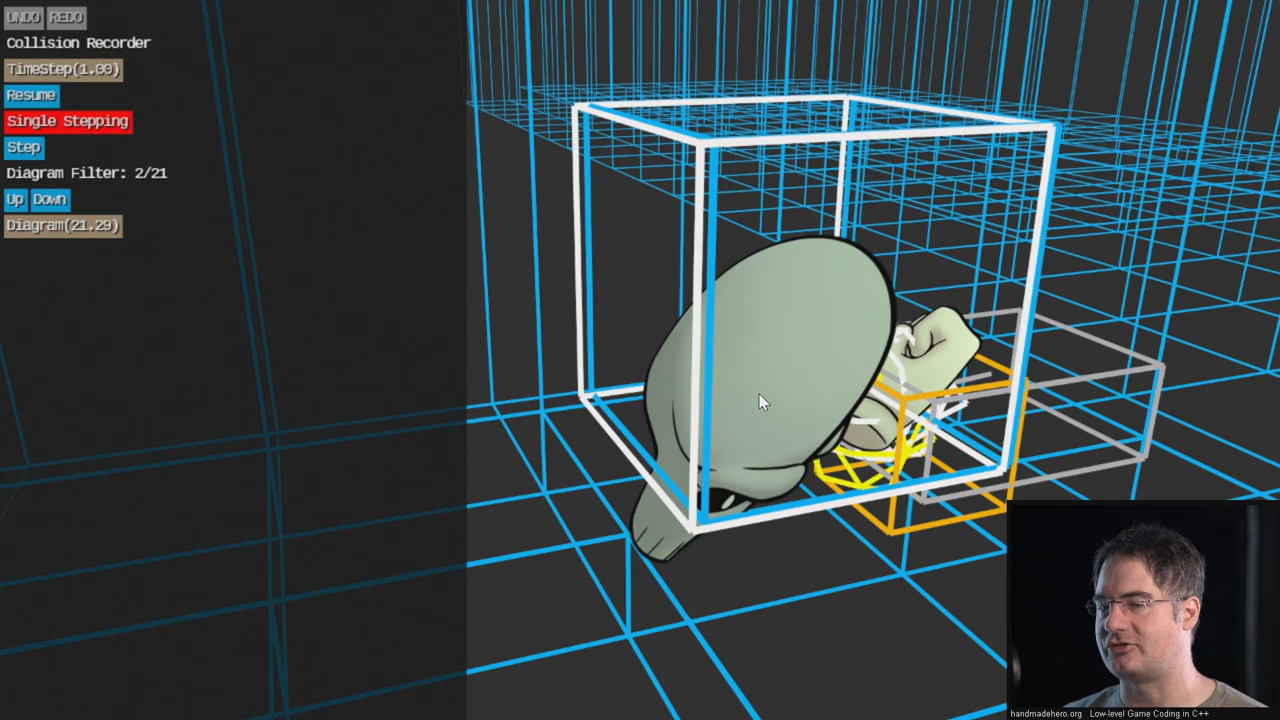 UNDO REDO
Collision Recorder
TimeStep(1.00)
Resume
Single Stepping
Step
Diagram Filter: 2/21
Up Down
Diagram(21.29)
handmadehero.org Low-level Game Coding in C++